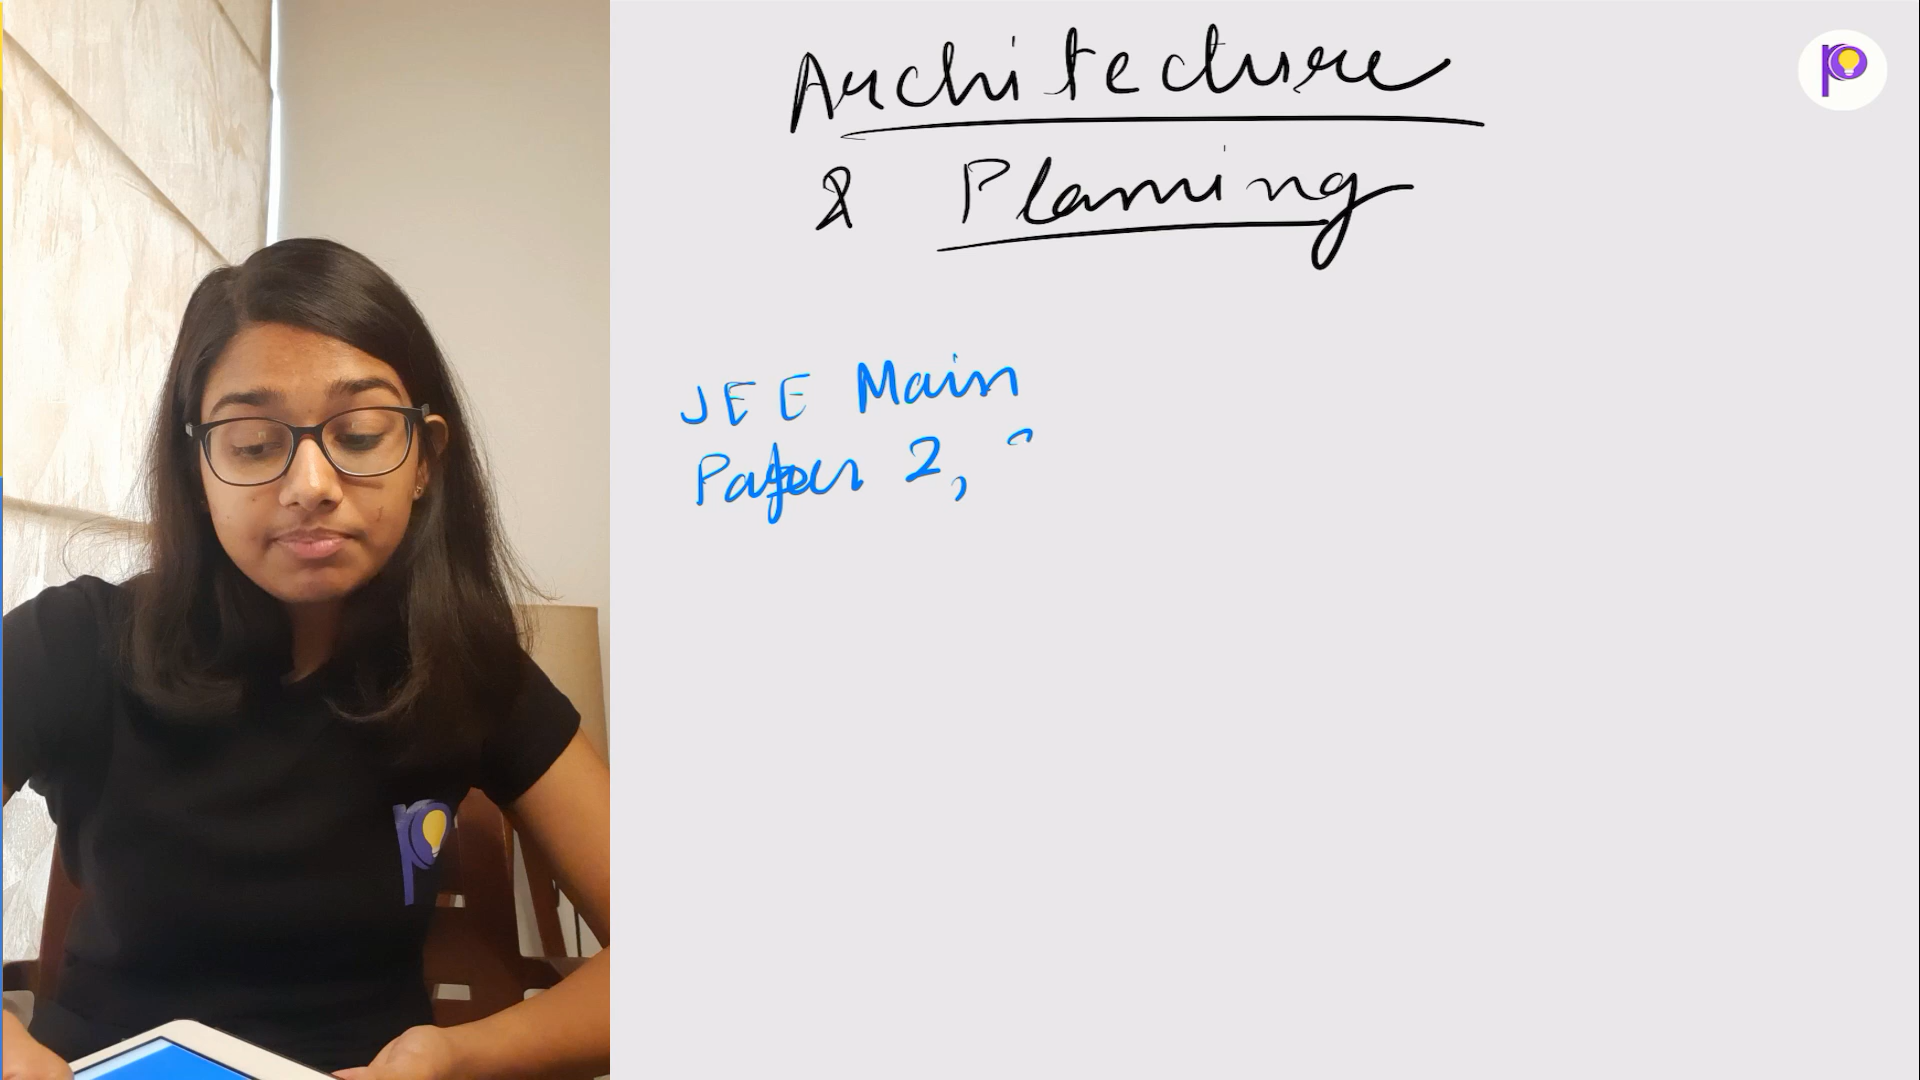 Architecture
& Planning
JEE Main
Paper 2,